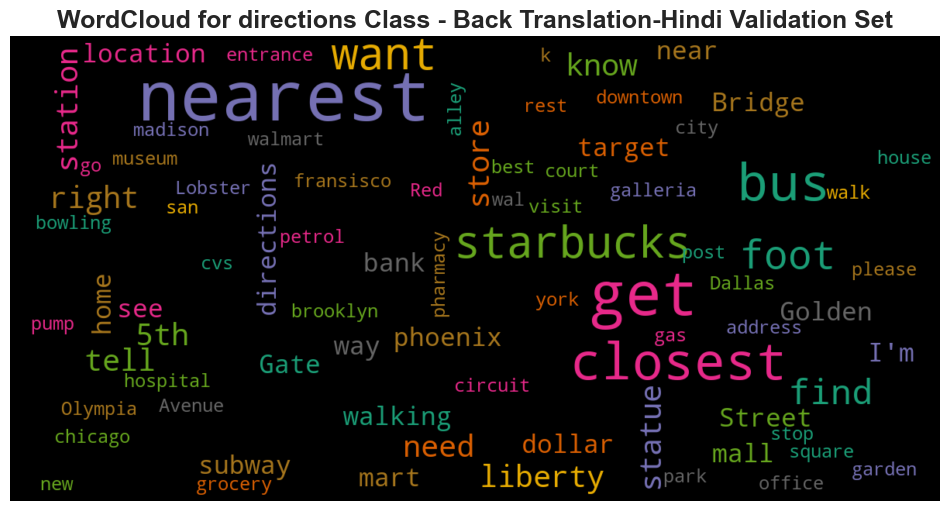 WordCloud for directions Class - Back Translation-Hindi Validation Set
station
location
entrance
want
k
know
near
nearest
alley
rest
downtown
Bridge
madison
walmart
store
city
target
go
museum
best
court
house
right
Lobster
directions
fransisco
Red
wal
galleria
bus
walk
san
visit
bowling
petrol
starbucks
post
foot
cvs
bank
pharmacy
please
home
see
brooklyn
york
get
Dallas
Golden
pump
5th
way
phoenix
gas
address
tell
Gate
closest
I'm
hospital
circuit
find
Olympia
Avenue
walking
statue
Street
chicago
need
dollar
stop
subway
mall
square
new
grocery
mart
liberty
park
office
garden